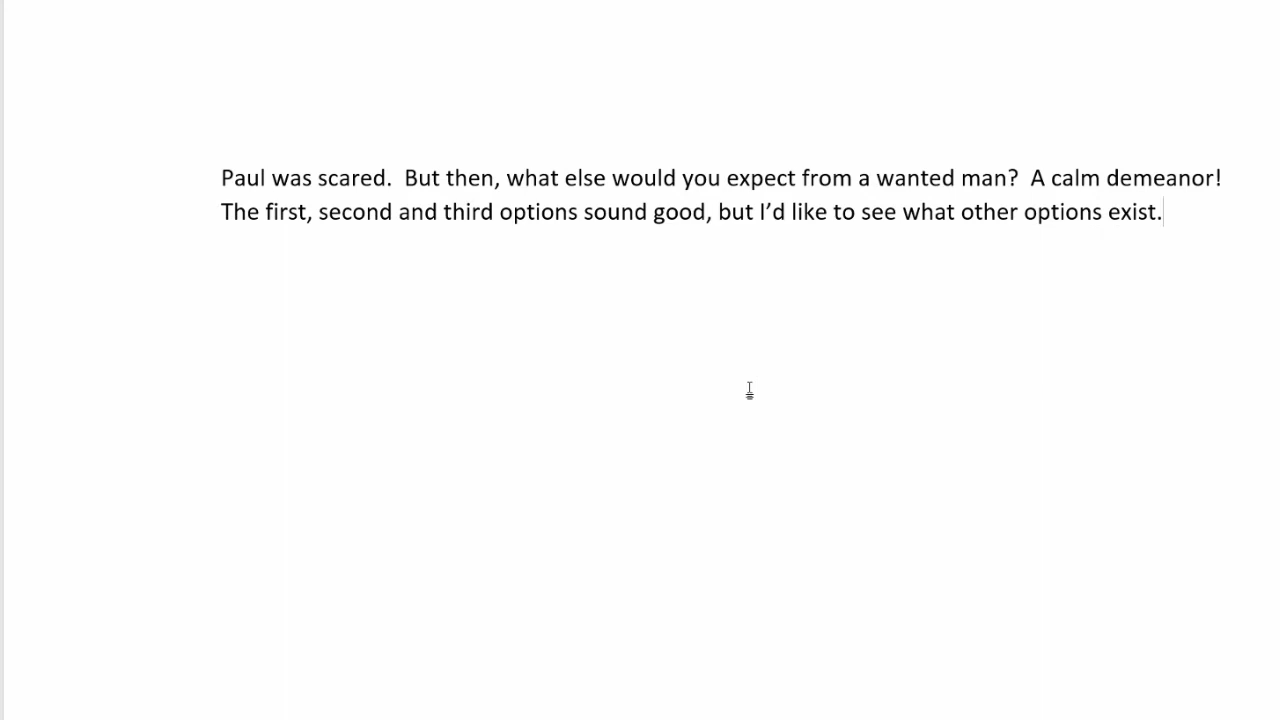 Paul was scared.  But then, what else would you expect from a wanted man?  A calm demeanor!
The first, second and third options sound good, but I’d like to see what other options exist.